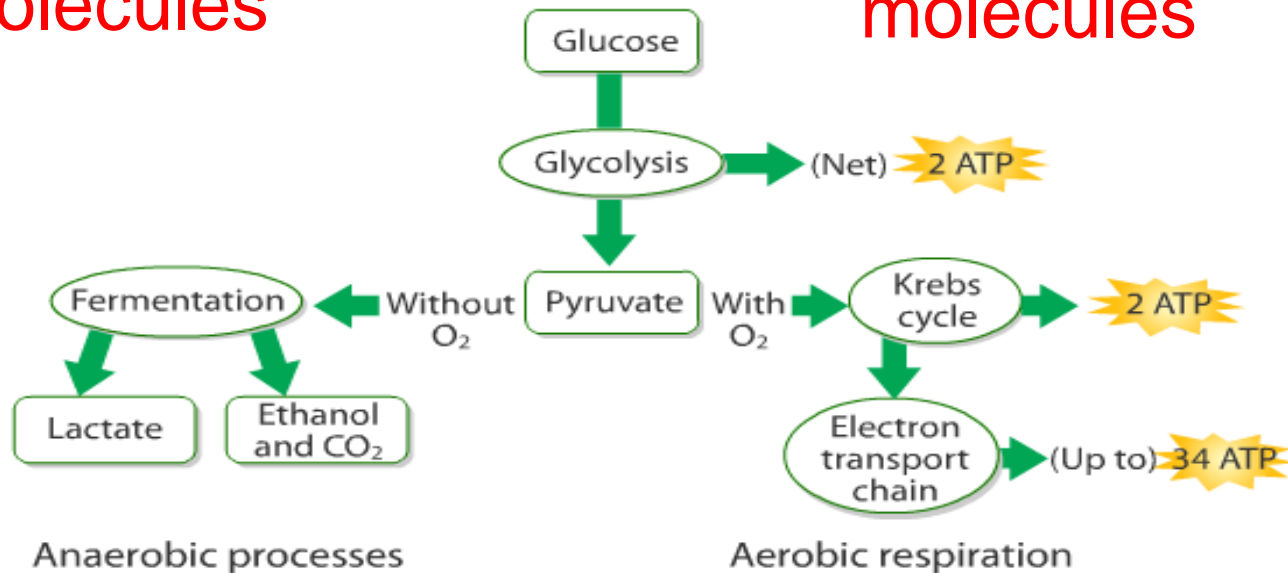 molecules
Glucose
Glycolysis
(Net) 2 ATP
Fermentation
Without
O₂
Pyruvate
With
O₂
Krebs
cycle
2 ATP
Lactate
Ethanol
and CO₂
Electron
transport
chain
(Up to) 34 ATP
Anaerobic processes
Aerobic respiration